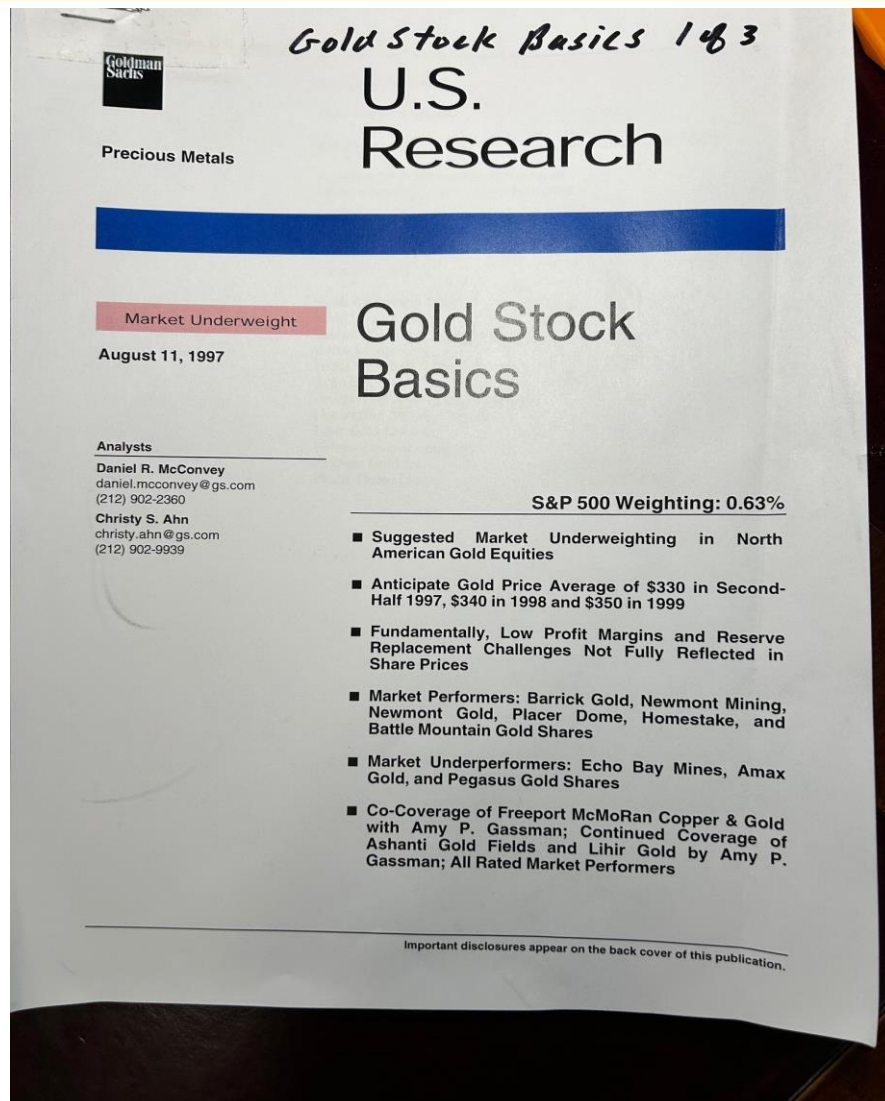 Gold Stock Basics 1 of 3
Goldman
Sachs
U.S.
Research
Precious Metals
Market Underweight
August 11, 1997
Gold Stock
Basics
Analysts
Daniel R. McConvey
daniel.mcconvey@gs.com
(212) 902-2360
Christy S. Ahn
christy.ahn@gs.com
(212) 902-9939
S&P 500 Weighting: 0.63%
■ Suggested Market Underweighting in North
American Gold Equities
■ Anticipate Gold Price Average of $330 in Second-
Half 1997, $340 in 1998 and $350 in 1999
■ Fundamentally, Low Profit Margins and Reserve
Replacement Challenges Not Fully Reflected in
Share Prices
■ Market Performers: Barrick Gold, Newmont Mining,
Newmont Gold, Placer Dome, Homestake, and
Battle Mountain Gold Shares
■ Market Underperformers: Echo Bay Mines, Amax
Gold, and Pegasus Gold Shares
■ Co-Coverage of Freeport McMoRan Copper & Gold
with Amy P. Gassman; Continued Coverage of
Ashanti Gold Fields and Lihir Gold by Amy P.
Gassman; All Rated Market Performers
Important disclosures appear on the back cover of this publication.